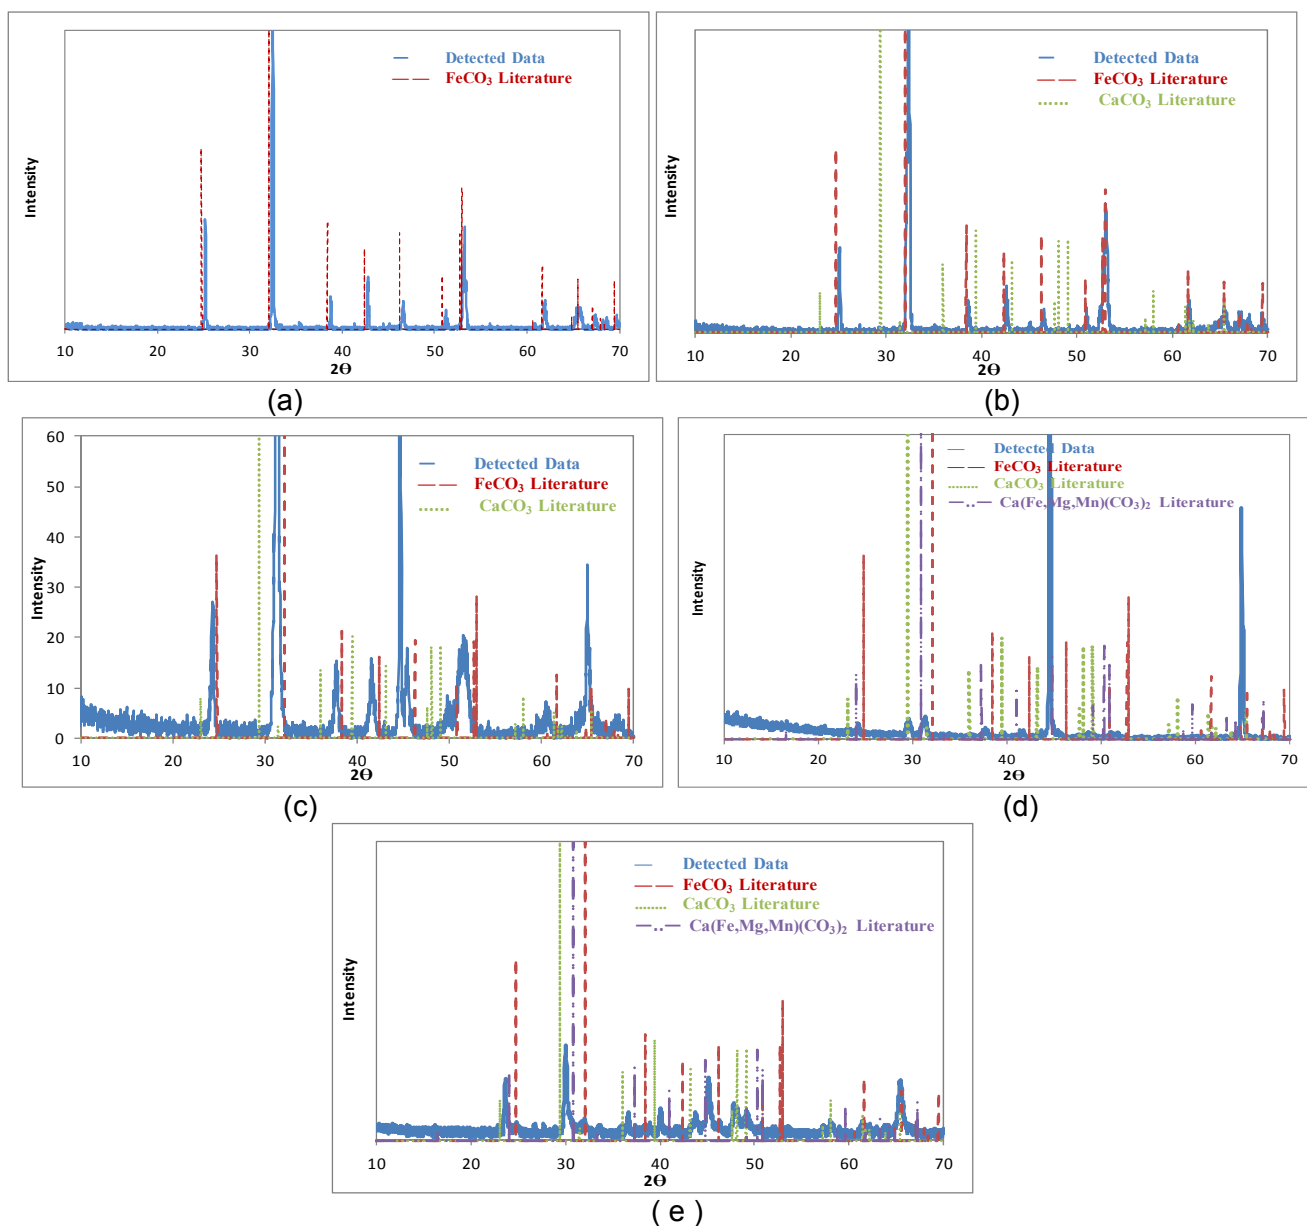 Detected Data
FeCO₃ Literature
Intensity
10 20 30 40 50 60 70
2Θ
(a)
Detected Data
FeCO₃ Literature
CaCO₃ Literature
Intensity
10 20 30 40 50 60 70
2Θ
(b)
60
50
40
30
20
10
0
Detected Data
FeCO₃ Literature
CaCO₃ Literature
Intensity
10 20 30 40 50 60 70
2Θ
(c)
Detected Data
FeCO₃ Literature
CaCO₃ Literature
Ca(Fe,Mg,Mn)(CO₃)₂ Literature
Intensity
10 20 30 40 50 60 70
2Θ
(d)
Detected Data
FeCO₃ Literature
CaCO₃ Literature
Ca(Fe,Mg,Mn)(CO₃)₂ Literature
Intensity
10 20 30 40 50 60 70
2Θ
( e )